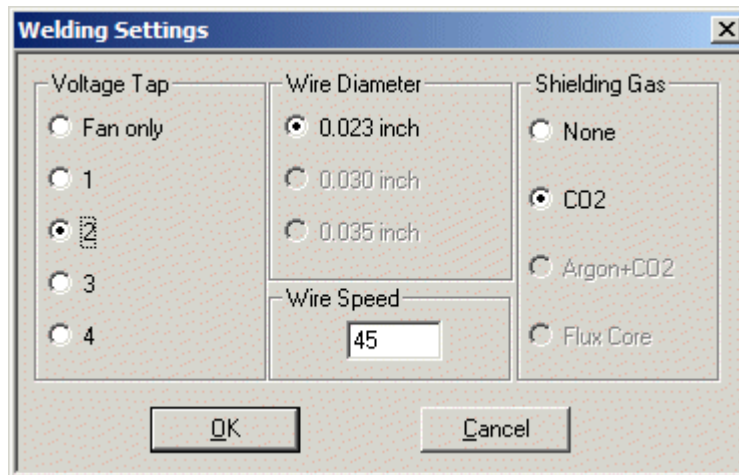 Welding Settings
Voltage Tap
Fan only
1
2
3
4
Wire Diameter
0.023 inch
0.030 inch
0.035 inch
Wire Speed
45
Shielding Gas
None
CO2
Argon+CO2
Flux Core
OK
Cancel